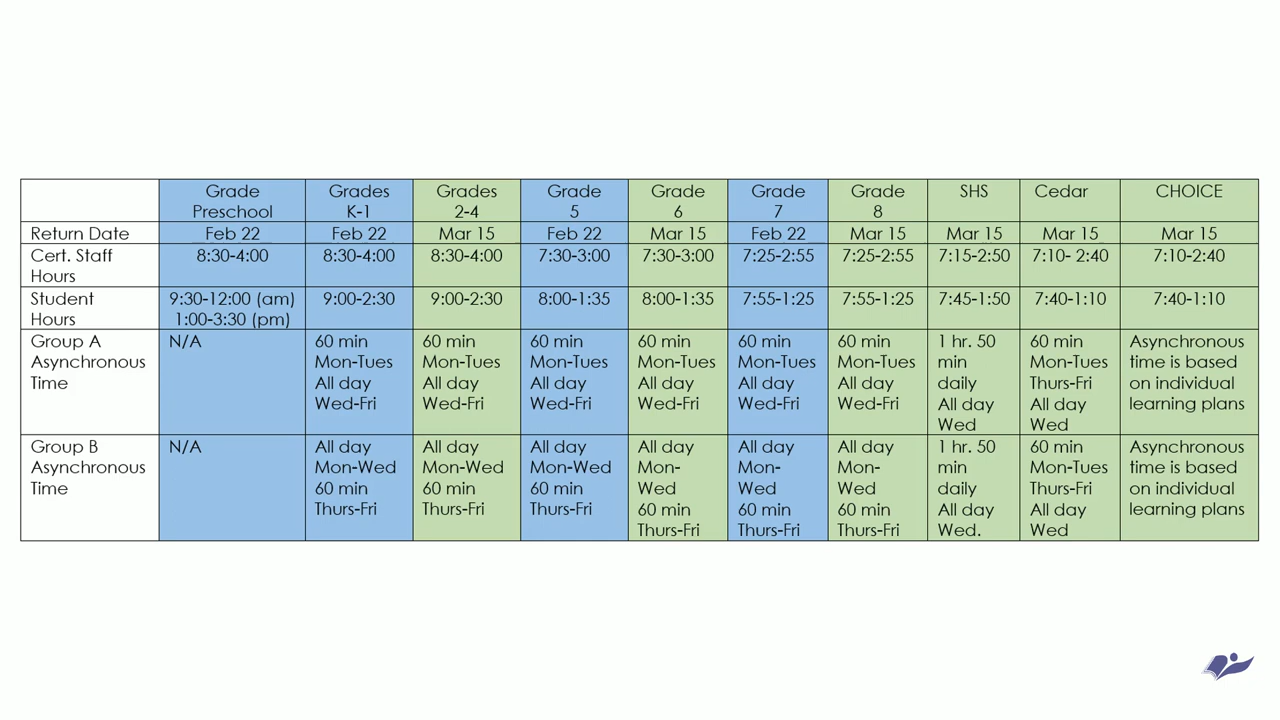 Grade Preschool | Grades K-1 | Grades 2-4 | Grade 5 | Grade 6 | Grade 7 | Grade 8 | SHS | Cedar | CHOICE
Return Date | Feb 22 | Feb 22 | Mar 15 | Feb 22 | Mar 15 | Feb 22 | Mar 15 | Mar 15 | Mar 15 | Mar 15
Cert. Staff Hours | 8:30-4:00 | 8:30-4:00 | 8:30-4:00 | 7:30-3:00 | 7:30-3:00 | 7:25-2:55 | 7:25-2:55 | 7:15-2:50 | 7:10- 2:40 | 7:10-2:40
Student Hours | 9:30-12:00 (am) 1:00-3:30 (pm) | 9:00-2:30 | 9:00-2:30 | 8:00-1:35 | 8:00-1:35 | 7:55-1:25 | 7:55-1:25 | 7:45-1:50 | 7:40-1:10 | 7:40-1:10
Group A Asynchronous Time | N/A | 60 min Mon-Tues All day Wed-Fri | 60 min Mon-Tues All day Wed-Fri | 60 min Mon-Tues All day Wed-Fri | 60 min Mon-Tues All day Wed-Fri | 60 min Mon-Tues All day Wed-Fri | 60 min Mon-Tues All day Wed-Fri | 1 hr. 50 min daily All day Wed | 60 min Mon-Tues Thurs-Fri All day Wed | Asynchronous time is based on individual learning plans
Group B Asynchronous Time | N/A | All day Mon-Wed 60 min Thurs-Fri | All day Mon-Wed 60 min Thurs-Fri | All day Mon-Wed 60 min Thurs-Fri | All day Mon-Wed 60 min Thurs-Fri | All day Mon-Wed 60 min Thurs-Fri | All day Mon-Wed 60 min Thurs-Fri | 1 hr. 50 min daily All day Wed. | 60 min Mon-Tues Thurs-Fri All day Wed | Asynchronous time is based on individual learning plans